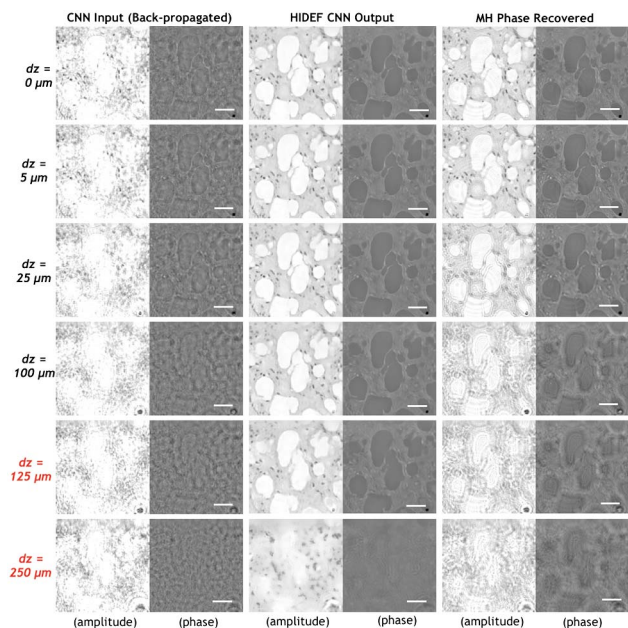 CNN Input (Back-propagated) HIDEF CNN Output MH Phase Recovered
dz =
0 µm
dz =
5 µm
dz =
25 µm
dz =
100 µm
dz =
125 µm
dz =
250 µm
(amplitude) (phase) (amplitude) (phase) (amplitude) (phase)